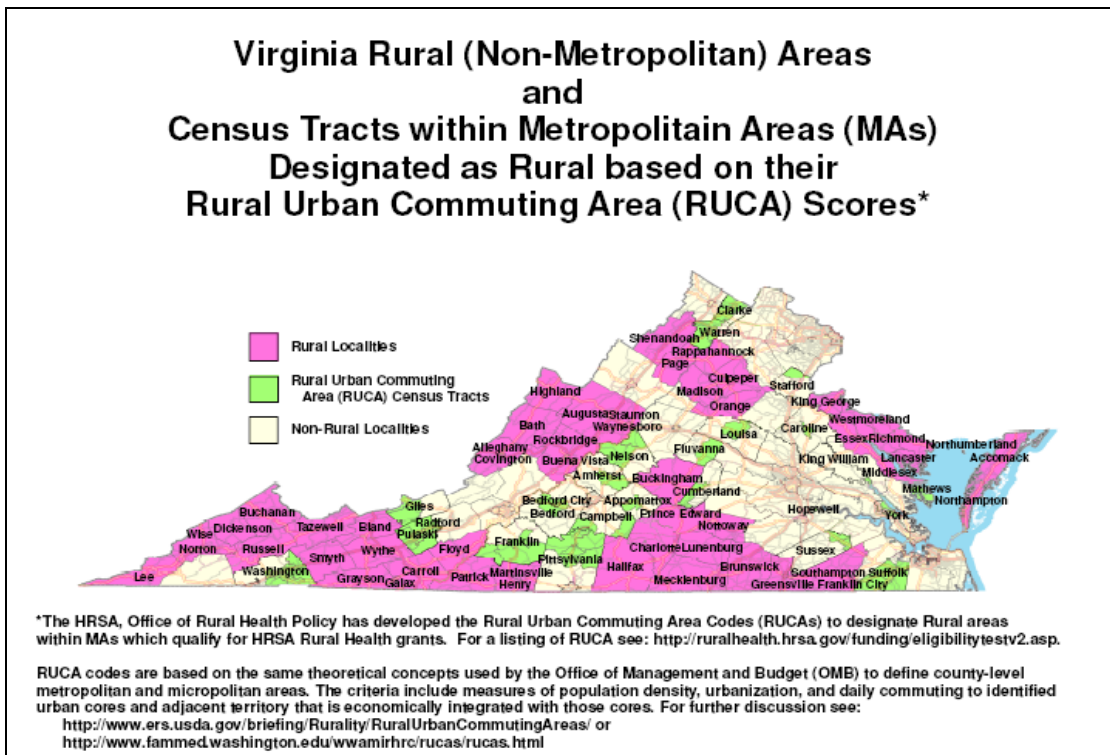 Virginia Rural (Non-Metropolitan) Areas
and
Census Tracts within Metropolitain Areas (MAs)
Designated as Rural based on their
Rural Urban Commuting Area (RUCA) Scores*
Rural Localities
Rural Urban Commuting
Area (RUCA) Census Tracts
Non-Rural Localities
Clarke
Warren
Shenandoah
Rappahannock
Page
Culpeper
Stafford
Madison
Highland
King George
Orange
Augusta Staunton
Westmoreland
Bath
Waynesboro
Caroline
Louisa
Rockbridge
Essex Richmond
Northumberland
Alleghany
Nelson
Fluvanna
King William
Lancaster
Accomack
Covington
Buena Vista
Middlesex
Amherst
Buckingham
Mathews
Cumberland
Northampton
Bedford City
Appomattox
Giles
Hopewell
York
Buchanan
Bedford
Campbell
Prince Edward
Radford
Nottoway
Wise
Dickenson
Tazewell
Bland
Pulaski
Franklin
Norton
Russell
Wythe
Floyd
Charlotte Lunenburg
Sussex
Smyth
Pittsylvania
Washington
Carroll
Halifax
Brunswick
Southampton Suffolk
Lee
Grayson
Patrick
Martinsville
Galax
Henry
Mecklenburg
Greensville Franklin City
*The HRSA, Office of Rural Health Policy has developed the Rural Urban Commuting Area Codes (RUCAs) to designate Rural areas
within MAs which qualify for HRSA Rural Health grants. For a listing of RUCA see: http://ruralhealth.hrsa.gov/funding/eligibilitytestv2.asp.
RUCA codes are based on the same theoretical concepts used by the Office of Management and Budget (OMB) to define county-level
metropolitan and micropolitan areas. The criteria include measures of population density, urbanization, and daily commuting to identified
urban cores and adjacent territory that is economically integrated with those cores. For further discussion see:
http://www.ers.usda.gov/briefing/Rurality/RuralUrbanCommutingAreas/ or
http://www.fammed.washington.edu/wwamirhrc/rucas/rucas.html